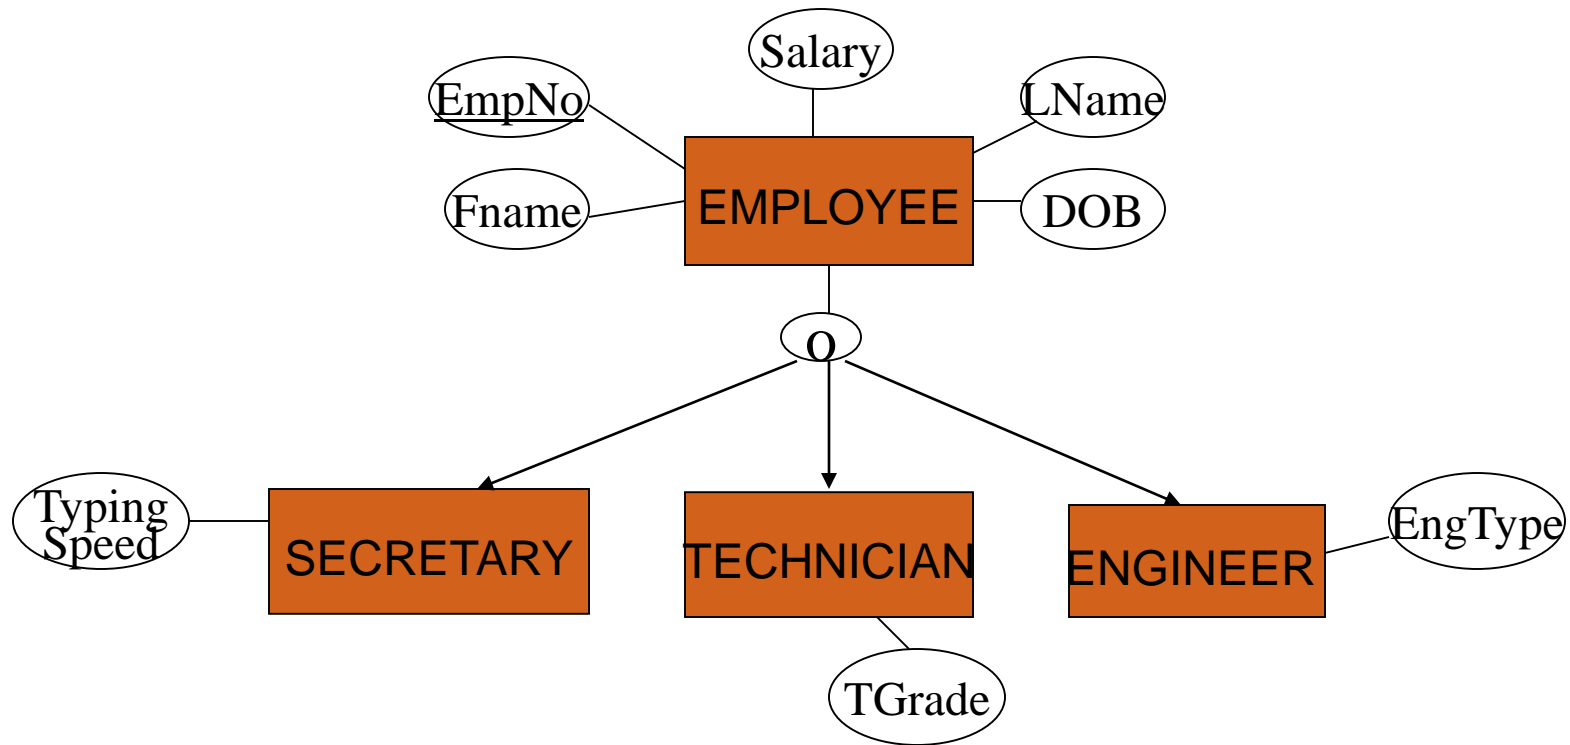 Salary
EmpNo
LName
Fname
EMPLOYEE
DOB
o
Typing
Speed
SECRETARY
TECHNICIAN
ENGINEER
EngType
TGrade